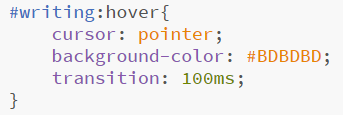 #writing:hover{
    cursor: pointer;
    background-color: #BDBDBD;
    transition: 100ms;
}